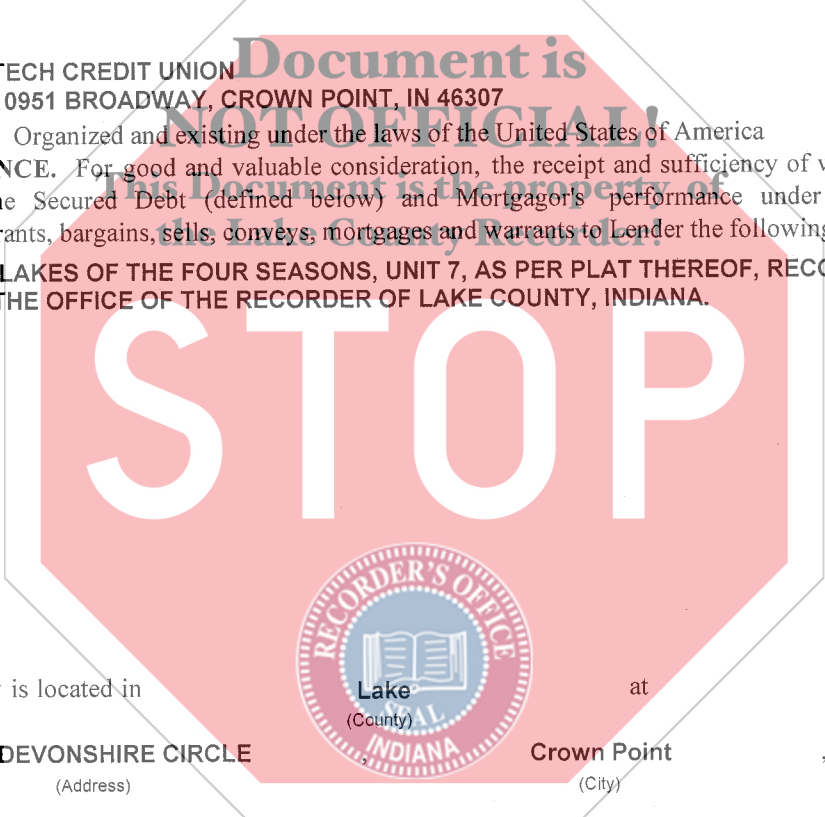 Document is
TECH CREDIT UNION
0951 BROADWAY, CROWN POINT, IN 46307
NOT OFFICIAL!
Organized and existing under the laws of the United States of America
NCE. For good and valuable consideration, the receipt and sufficiency of
This Document is the property of
Secured Debt (defined below) and Mortgagor's performance under
the Lake County Recorder!
rants, bargains, sells, conveys, mortgages and warrants to Lender the following
LAKES OF THE FOUR SEASONS, UNIT 7, AS PER PLAT THEREOF, RECO
THE OFFICE OF THE RECORDER OF LAKE COUNTY, INDIANA.
STOP
RECORDER'S OFFICE
is located in Lake at
(County)
SEAL
INDIANA
DEVONSHIRE CIRCLE , Crown Point ,
(Address) (City)